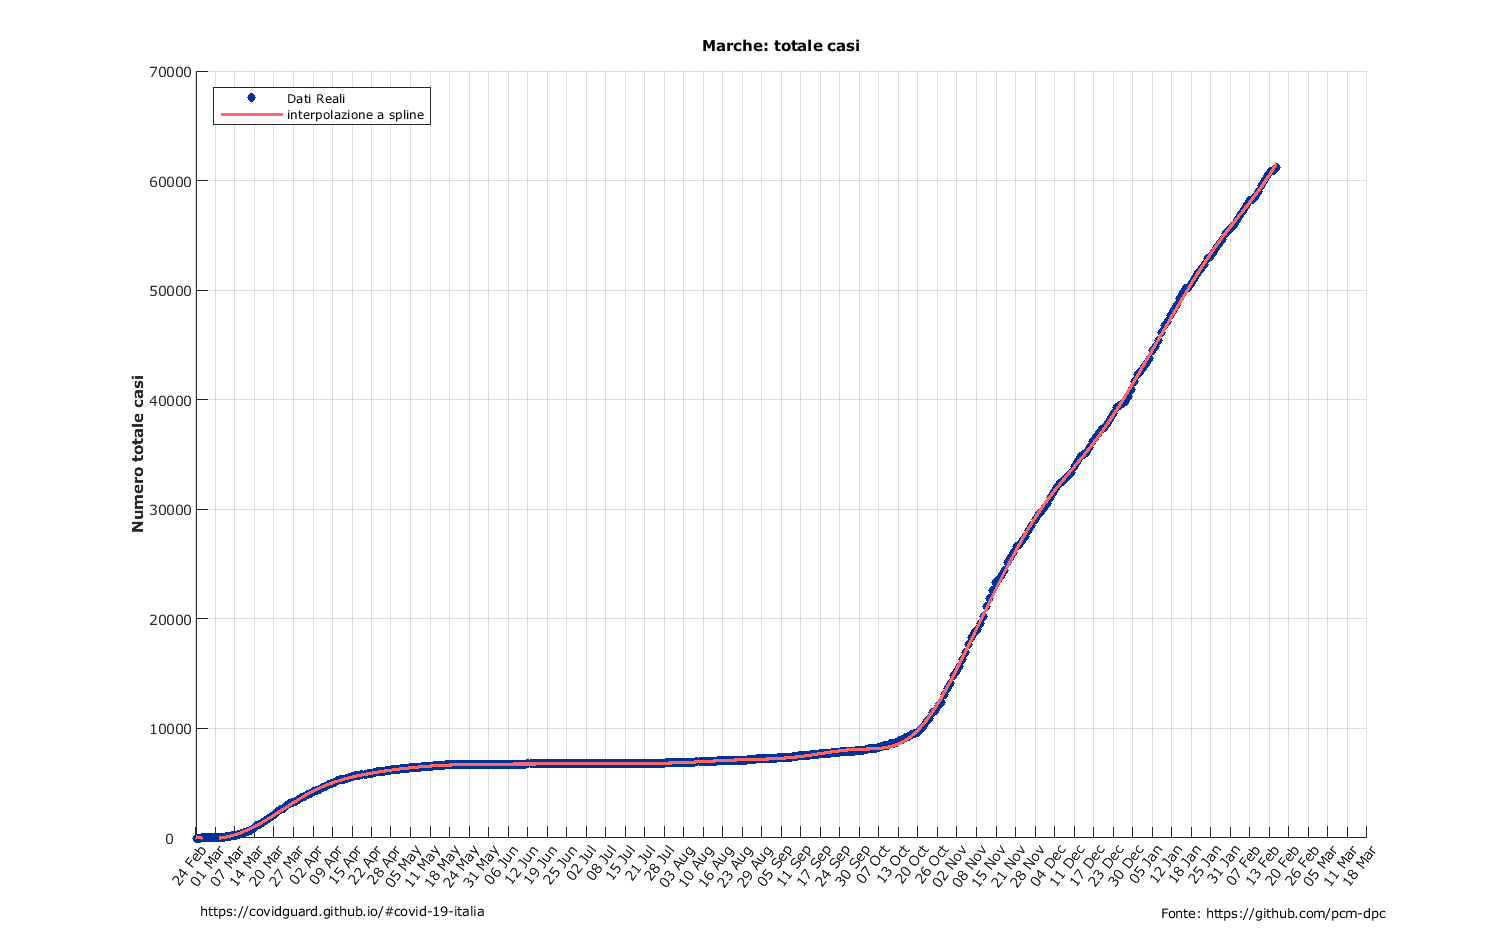 Marche: totale casi
Dati Reali
interpolazione a spline
Numero totale casi
70000
60000
50000
40000
30000
20000
10000
0
24 Feb
01 Mar
07 Mar
14 Mar
20 Mar
27 Mar
02 Apr
09 Apr
15 Apr
22 Apr
28 Apr
05 May
11 May
18 May
24 May
31 May
06 Jun
12 Jun
19 Jun
25 Jun
02 Jul
08 Jul
15 Jul
21 Jul
28 Jul
03 Aug
10 Aug
16 Aug
23 Aug
29 Aug
05 Sep
11 Sep
17 Sep
24 Sep
30 Sep
07 Oct
13 Oct
20 Oct
26 Oct
02 Nov
08 Nov
15 Nov
21 Nov
28 Nov
04 Dec
11 Dec
17 Dec
23 Dec
30 Dec
05 Jan
12 Jan
18 Jan
25 Jan
31 Jan
07 Feb
13 Feb
20 Feb
26 Feb
05 Mar
11 Mar
18 Mar
https://covidguard.github.io/#covid-19-italia
Fonte: https://github.com/pcm-dpc